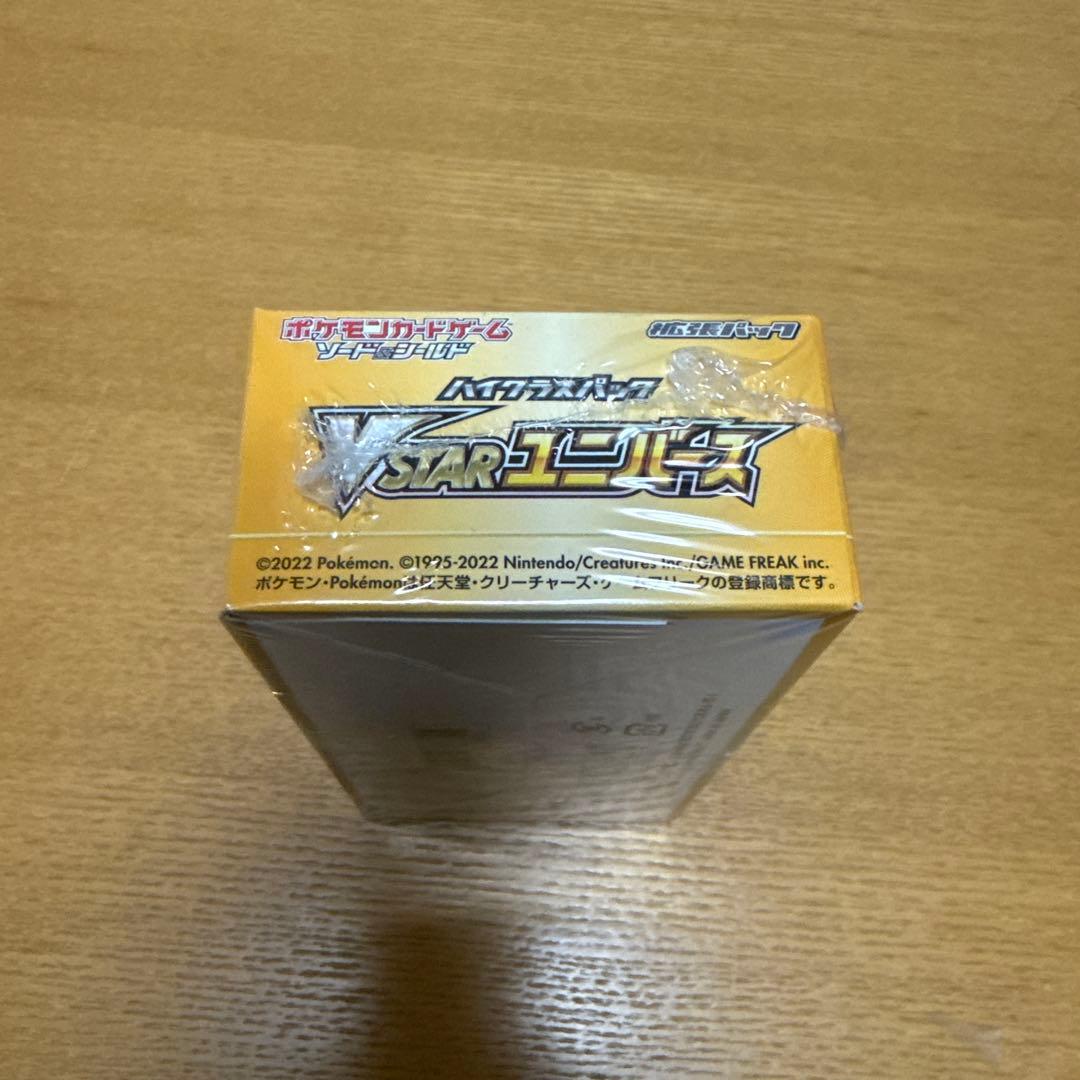 ポケモンカードゲーム
ソード&シールド
拡張パック
ハイクラスパック
VSTARユニバース
©2022 Pokémon. ©1995-2022 Nintendo/Creatures Inc./GAME FREAK inc.
ポケモン・Pokémonは任天堂・クリーチャーズ・ゲームフリークの登録商標です。